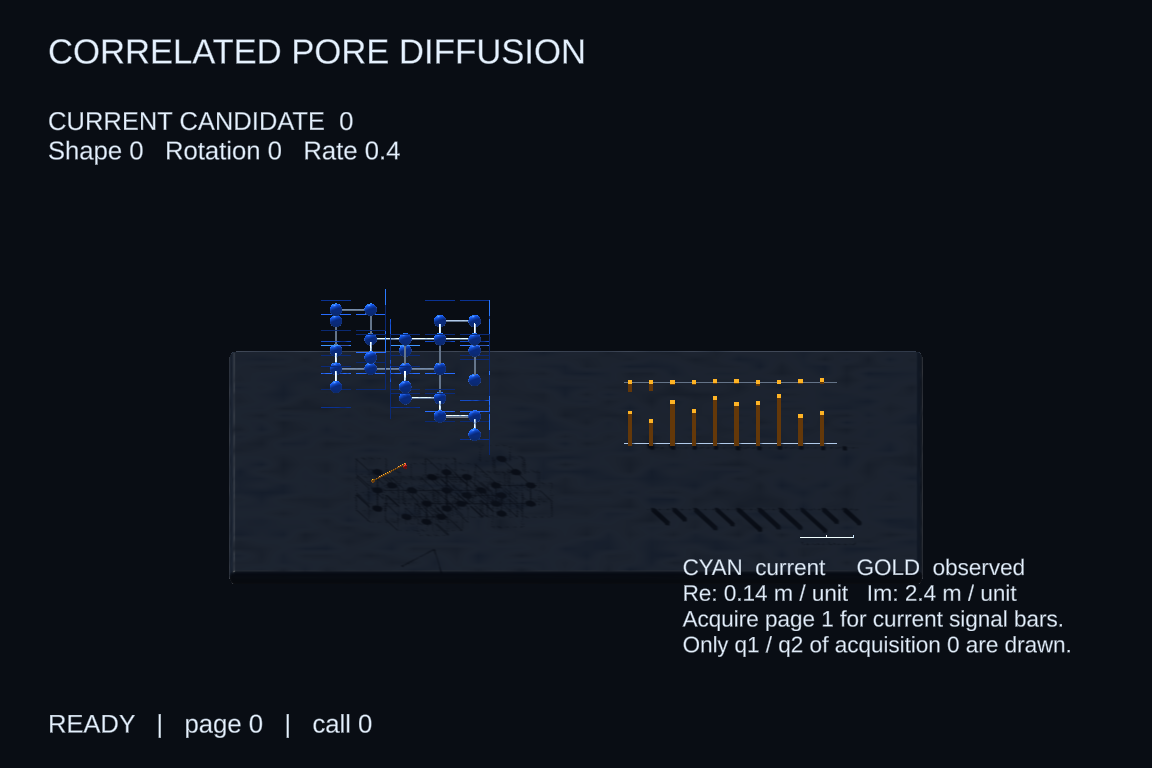 CORRELATED PORE DIFFUSION
CURRENT CANDIDATE 0
Shape 0 Rotation 0 Rate 0.4
CYAN current GOLD observed
Re: 0.14 m / unit Im: 2.4 m / unit
Acquire page 1 for current signal bars.
Only q1 / q2 of acquisition 0 are drawn.
READY | page 0 | call 0